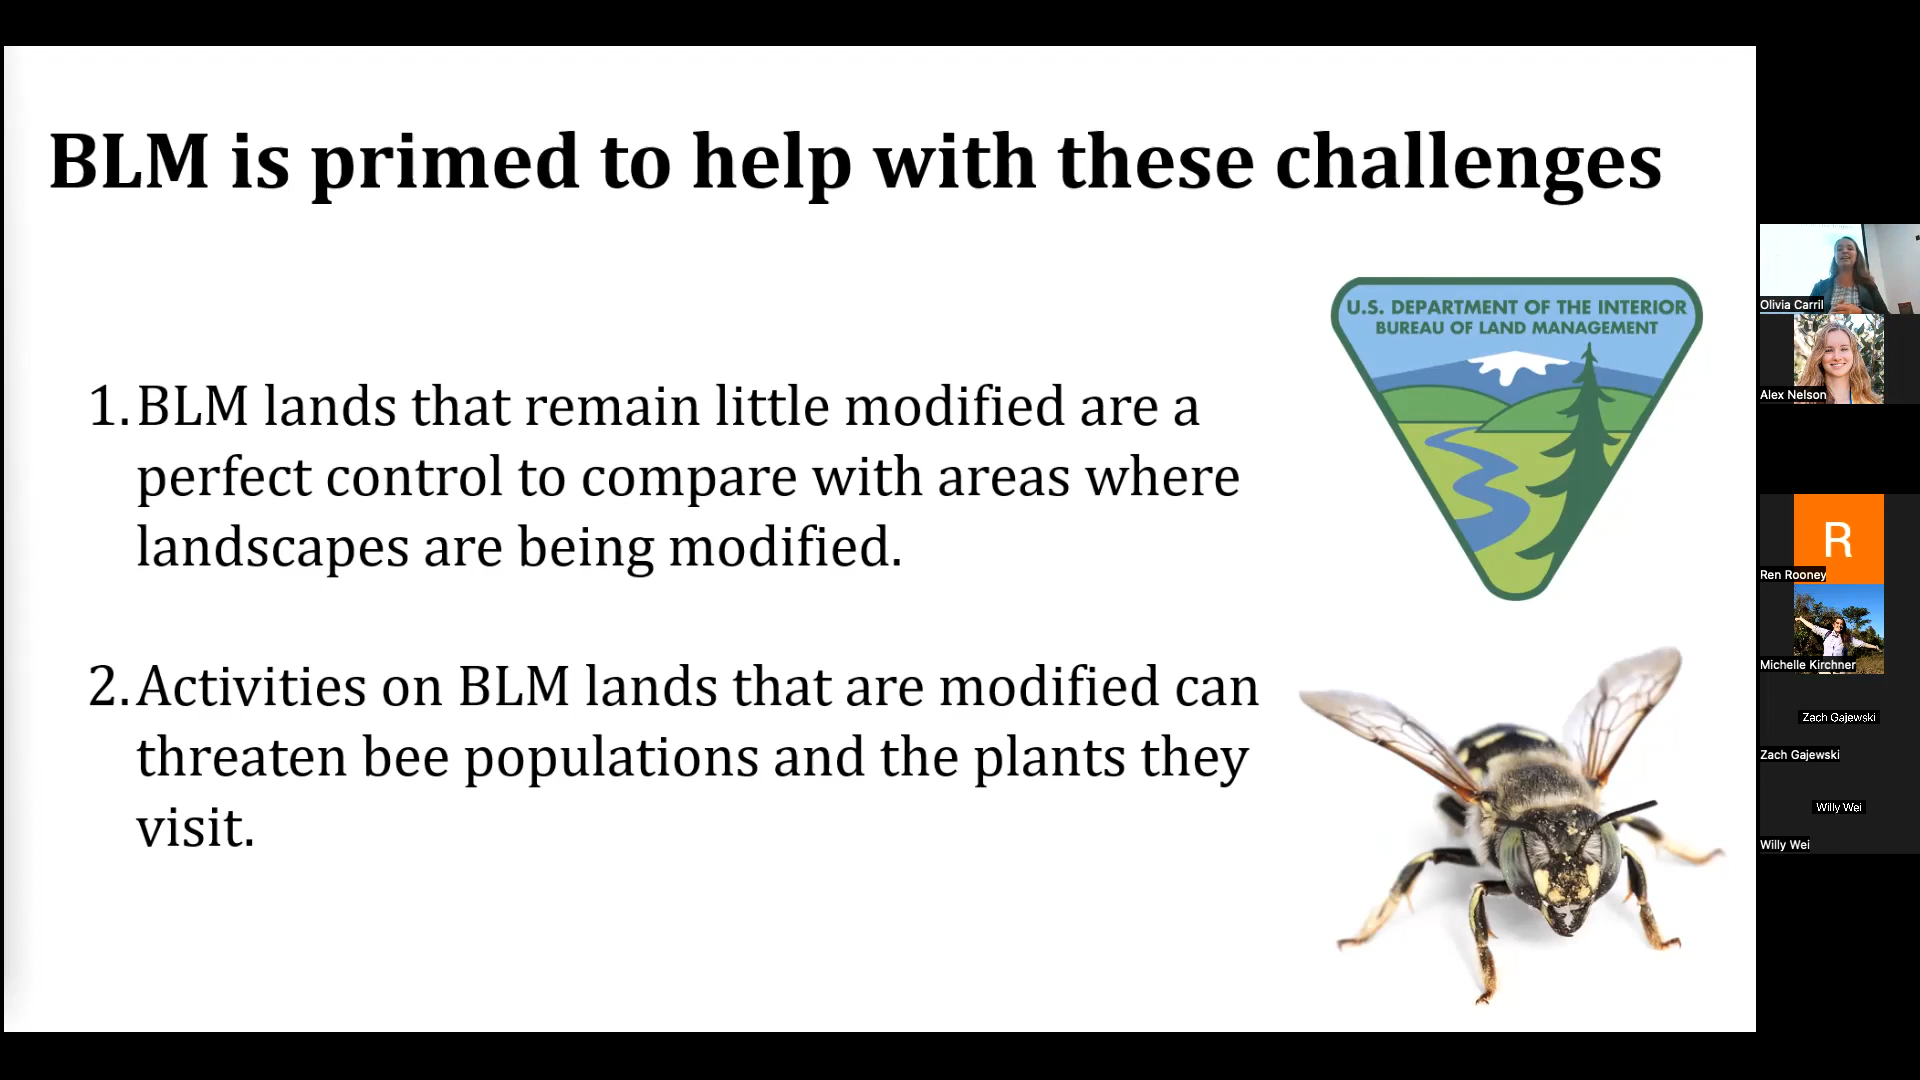 BLM is primed to help with these challenges
U.S. DEPARTMENT OF THE INTERIOR
BUREAU OF LAND MANAGEMENT
1. BLM lands that remain little modified are a
perfect control to compare with areas where
landscapes are being modified.
2. Activities on BLM lands that are modified can
threaten bee populations and the plants they
visit.
Olivia Carril
Alex Nelson
R
Ren Rooney
Michelle Kirchner
Zach Gajewski
Zach Gajewski
Willy Wei
Willy Wei